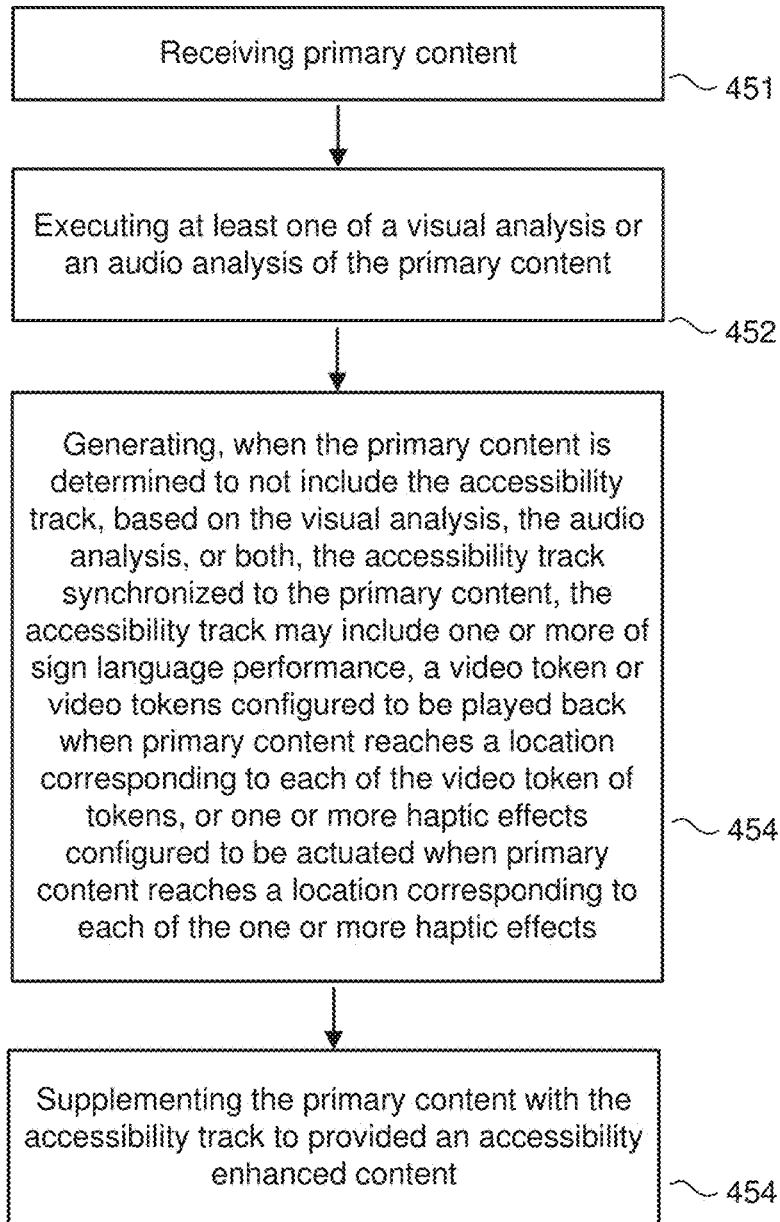 Receiving primary content
451
Executing at least one of a visual analysis or
an audio analysis of the primary content
452
Generating, when the primary content is
determined to not include the accessibility
track, based on the visual analysis, the audio
analysis, or both, the accessibility track
synchronized to the primary content, the
accessibility track may include one or more of
sign language performance, a video token or
video tokens configured to be played back
when primary content reaches a location
corresponding to each of the video token of
tokens, or one or more haptic effects
configured to be actuated when primary
content reaches a location corresponding to
each of the one or more haptic effects
454
Supplementing the primary content with the
accessibility track to provided an accessibility
enhanced content
454